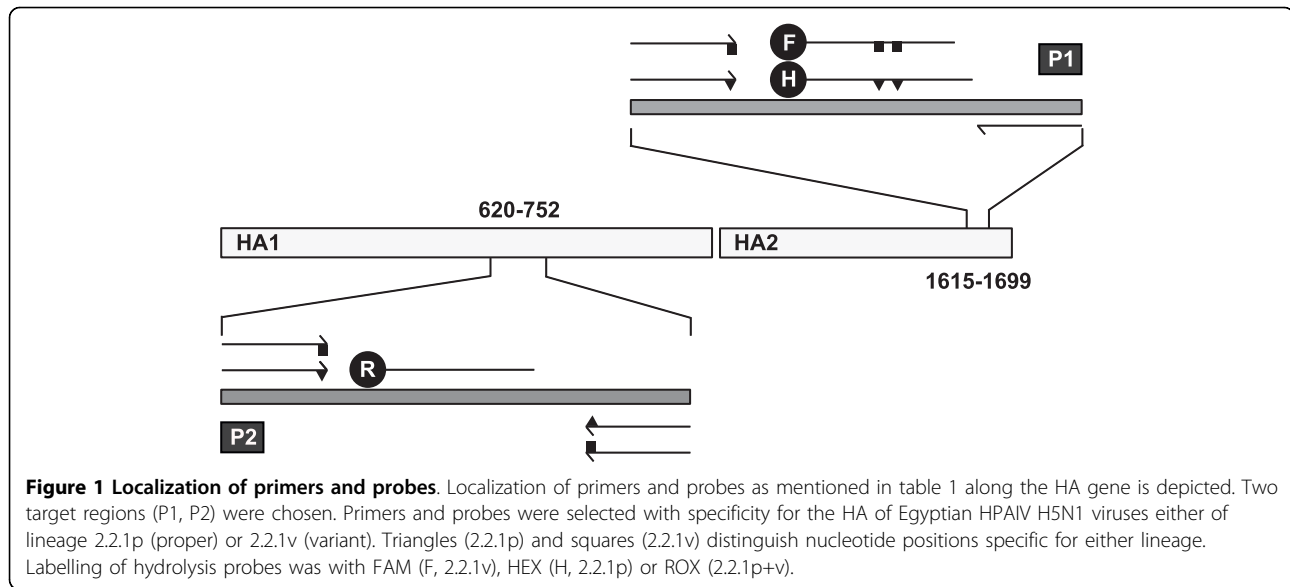 F
P1
H
620-752
HA1
HA2
1615-1699
R
P2
Figure 1 Localization of primers and probes. Localization of primers and probes as mentioned in table 1 along the HA gene is depicted. Two
target regions (P1, P2) were chosen. Primers and probes were selected with specificity for the HA of Egyptian HPAIV H5N1 viruses either of
lineage 2.2.1p (proper) or 2.2.1v (variant). Triangles (2.2.1p) and squares (2.2.1v) distinguish nucleotide positions specific for either lineage.
Labelling of hydrolysis probes was with FAM (F, 2.2.1v), HEX (H, 2.2.1p) or ROX (2.2.1p+v).